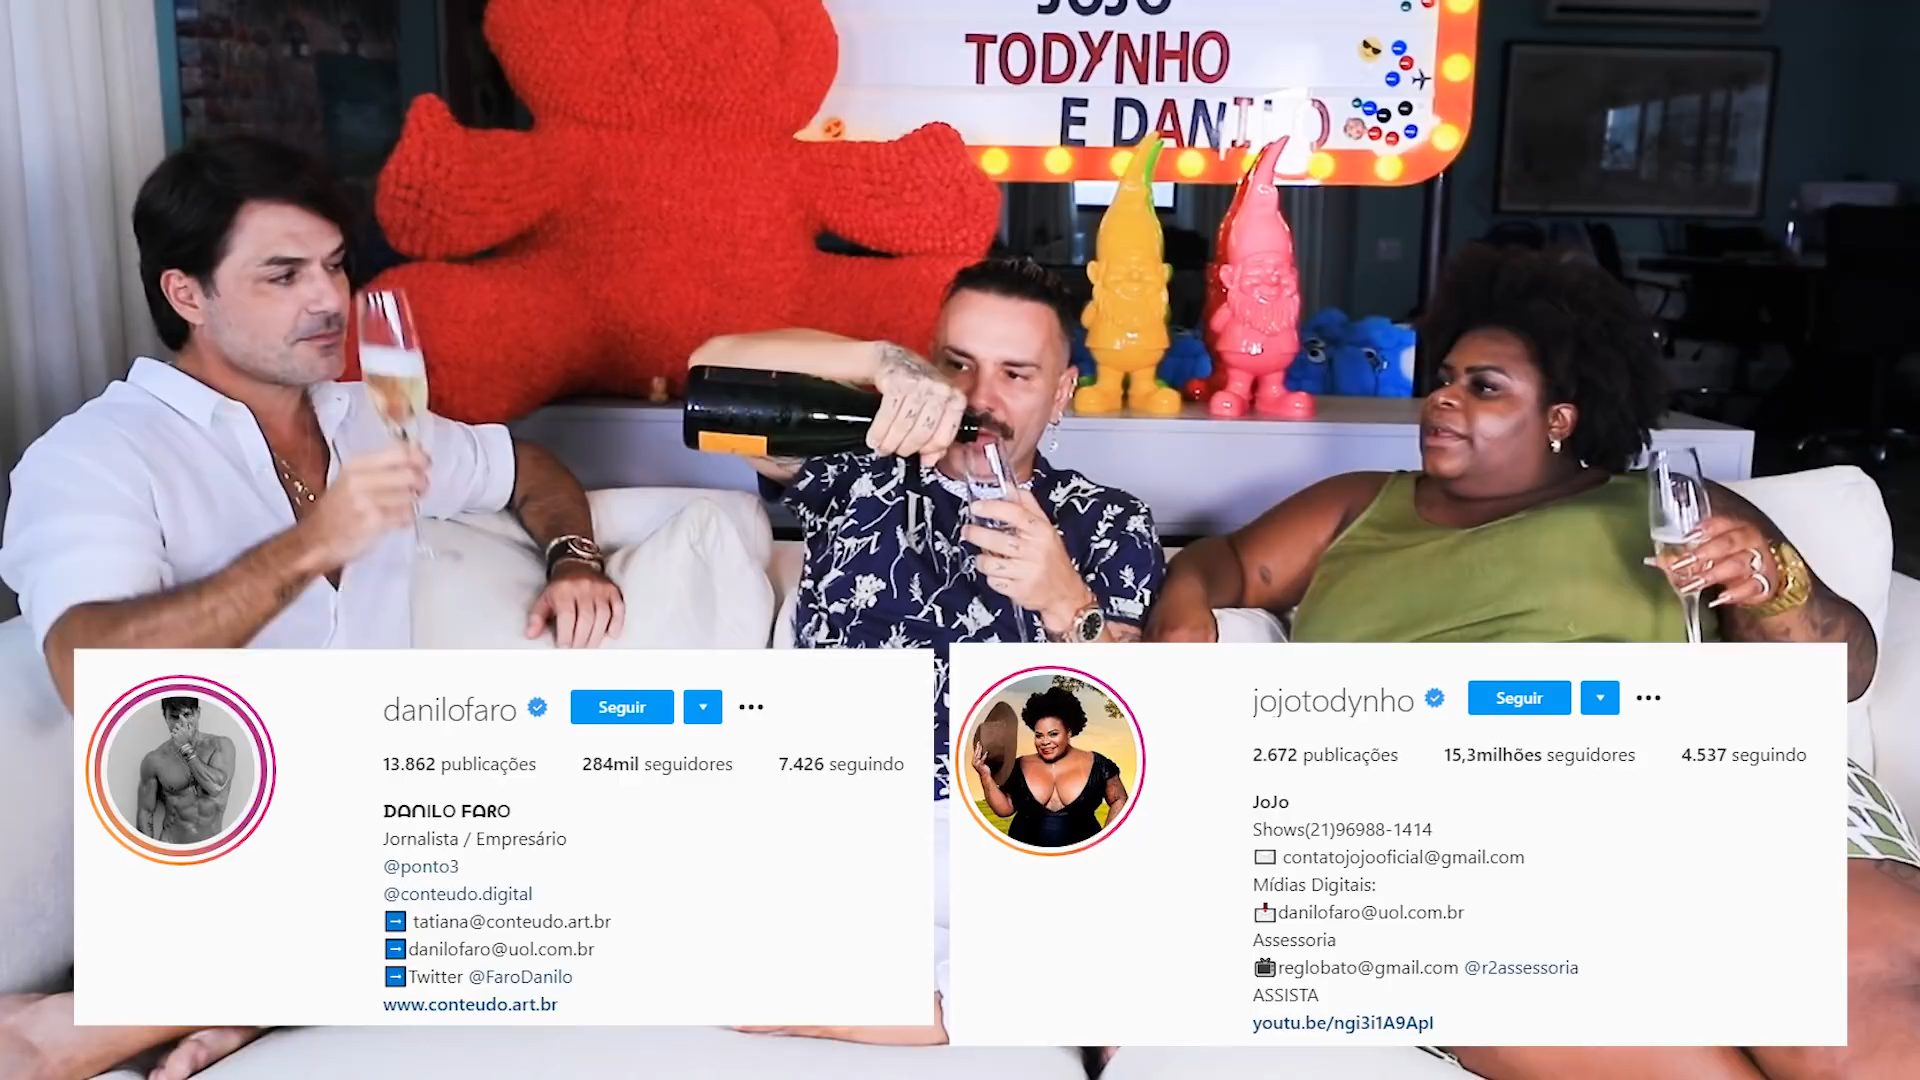 JOJO
TODYNHO
E DANILO
danilofaro
Seguir
13.862 publicações
284mil seguidores
7.426 seguindo
DANILO FARO
Jornalista / Empresário
@ponto3
@conteudo.digital
tatiana@conteudo.art.br
danilofaro@uol.com.br
Twitter @FaroDanilo
www.conteudo.art.br
jojotodynho
Seguir
2.672 publicações
15,3milhões seguidores
4.537 seguindo
JoJo
Shows(21)96988-1414
contatojojooficial@gmail.com
Mídias Digitais:
danilofaro@uol.com.br
Assessoria
reglobato@gmail.com @r2assessoria
ASSISTA
youtu.be/ngi3i1A9ApI